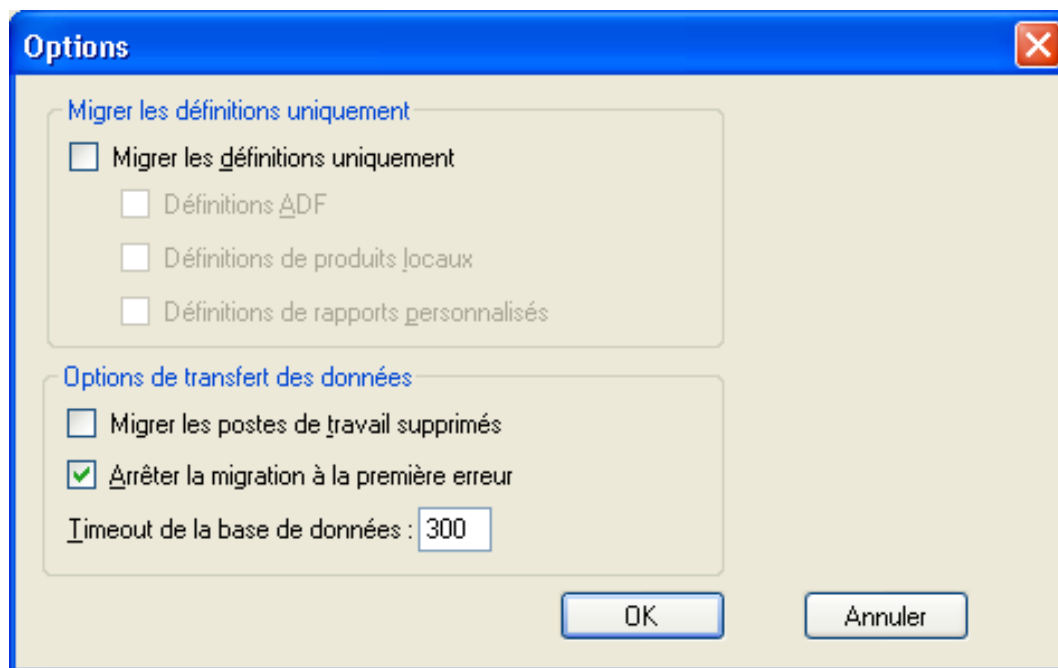 Options
Migrer les définitions uniquement
Migrer les définitions uniquement
Définitions ADF
Définitions de produits locaux
Définitions de rapports personnalisés
Options de transfert des données
Migrer les postes de travail supprimés
Arrêter la migration à la première erreur
Timeout de la base de données : 300
OK Annuler